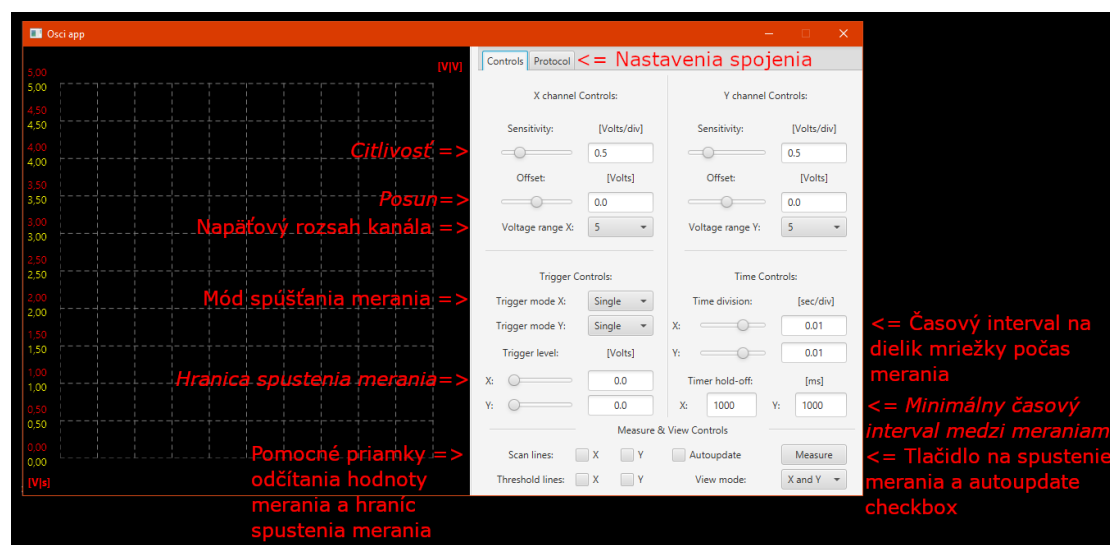 Osci app
[V|V]
5,00
5,00
4,50
4,50
4,00
4,00
3,50
3,50
3,00
3,00
2,50
2,50
2,00
2,00
1,50
1,50
1,00
1,00
0,50
0,50
0,00
0,00
[V|s]
Controls Protocol <= Nastavenia spojenia
X channel Controls: Y channel Controls:
Citlivosť =>
Sensitivity: [Volts/div] Sensitivity: [Volts/div]
0.5 0.5
Posun=>
Offset: [Volts] Offset: [Volts]
0.0 0.0
Napäťový rozsah kanála =>
Voltage range X: 5 Voltage range Y: 5
Trigger Controls: Time Controls:
Mód spúšťania merania =>
Trigger mode X: Single Time division: [sec/div]
Trigger mode Y: Single X: 0.01
Trigger level: [Volts] Y: 0.01
<= Časový interval na
dielik mriežky počas
merania
Hranica spustenia merania=>
X: 0.0 Timer hold-off: [ms]
Y: 0.0 X: 1000 Y: 1000
<= Minimálny časový
interval medzi meraniam
Measure & View Controls
Pomocné priamky =>
odčítania hodnoty
merania a hraníc
spustenia merania
Scan lines: X Y Autoupdate Measure
Threshold lines: X Y View mode: X and Y
<= Tlačidlo na spustenie
merania a autoupdate
checkbox